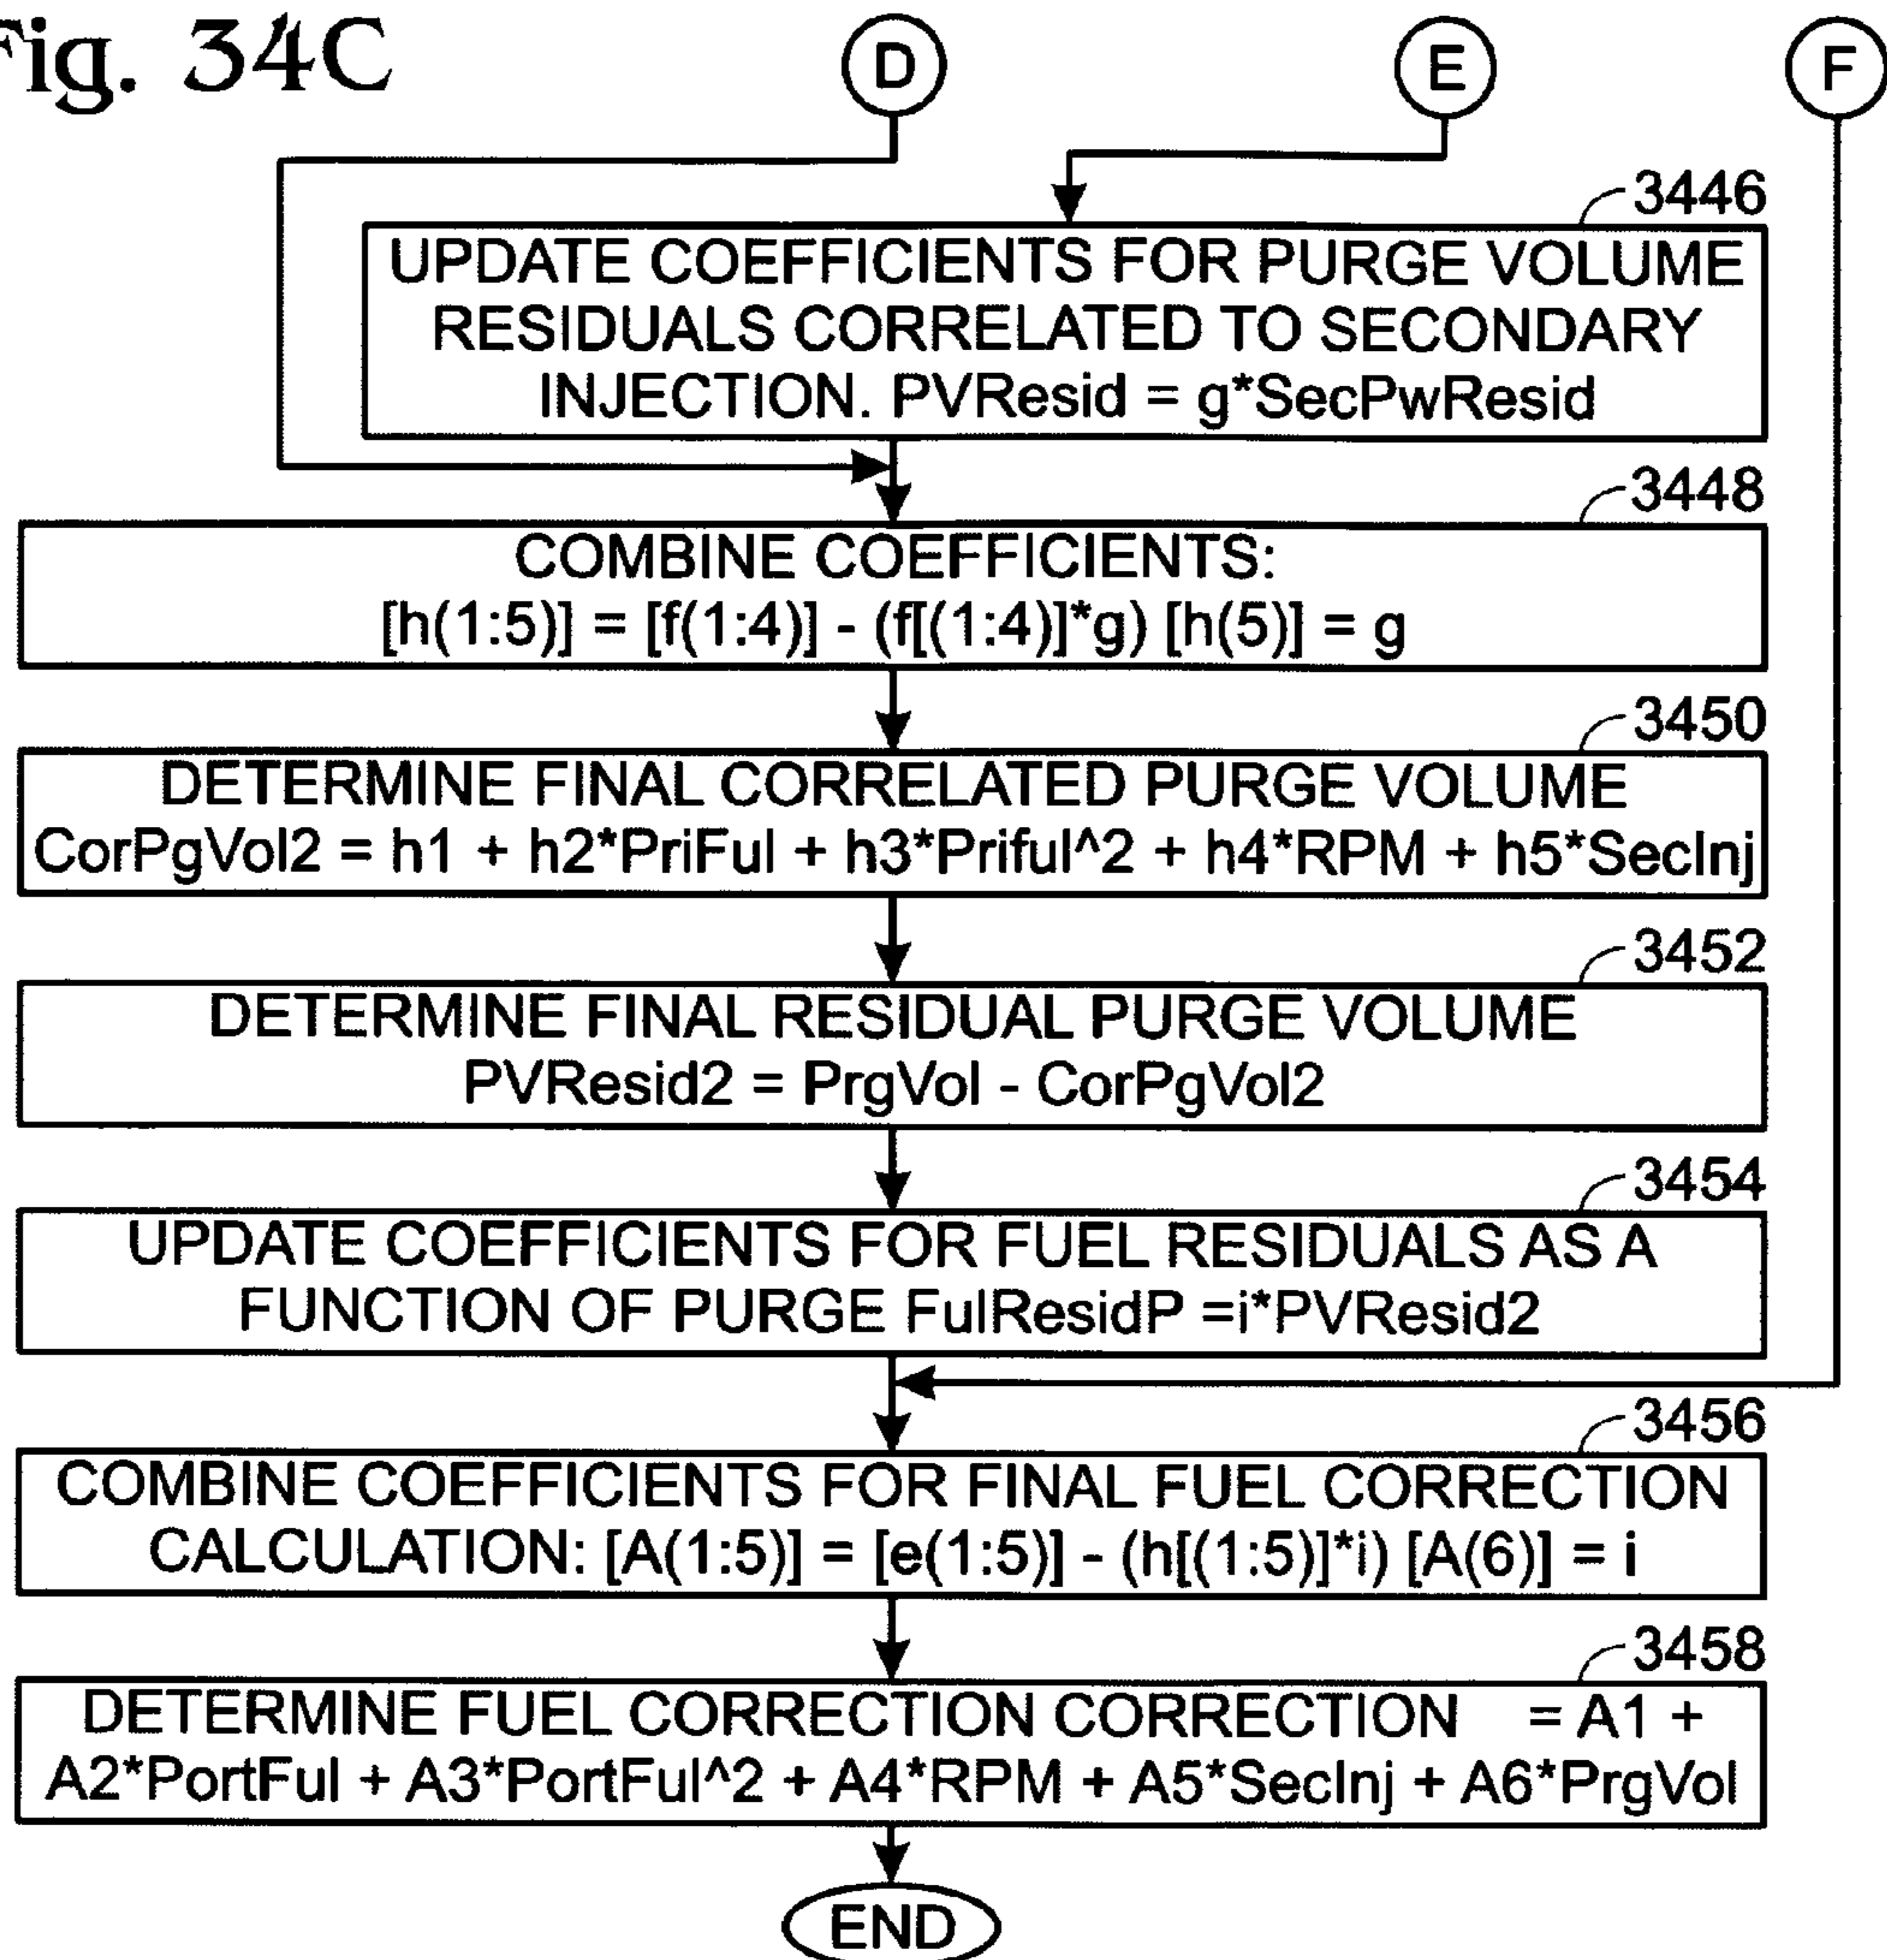 Fig. 34C
D
E
F
3446
UPDATE COEFFICIENTS FOR PURGE VOLUME
RESIDUALS CORRELATED TO SECONDARY
INJECTION. PVResid = g*SecPwResid
3448
COMBINE COEFFICIENTS:
[h(1:5)] = [f(1:4)] - (f[(1:4)]*g) [h(5)] = g
3450
DETERMINE FINAL CORRELATED PURGE VOLUME
CorPgVol2 = h1 + h2*PriFul + h3*Priful^2 + h4*RPM + h5*SecInj
3452
DETERMINE FINAL RESIDUAL PURGE VOLUME
PVResid2 = PrgVol - CorPgVol2
3454
UPDATE COEFFICIENTS FOR FUEL RESIDUALS AS A
FUNCTION OF PURGE FulResidP =i*PVResid2
3456
COMBINE COEFFICIENTS FOR FINAL FUEL CORRECTION
CALCULATION: [A(1:5)] = [e(1:5)] - (h[(1:5)]*i) [A(6)] = i
3458
DETERMINE FUEL CORRECTION CORRECTION = A1 +
A2*PortFul + A3*PortFul^2 + A4*RPM + A5*SecInj + A6*PrgVol
END